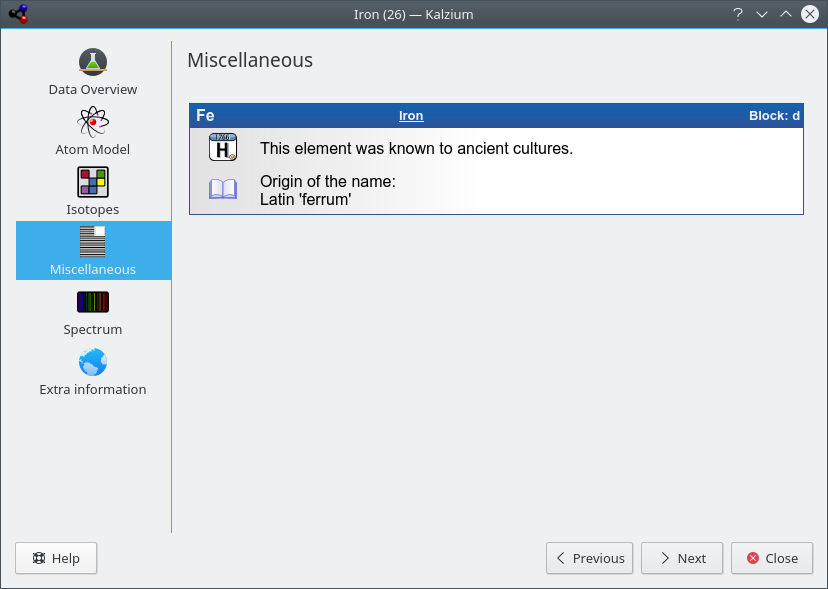 Iron (26) — Kalzium
Data Overview
Atom Model
Isotopes
Miscellaneous
Spectrum
Extra information
Miscellaneous
Fe Iron Block: d
H
This element was known to ancient cultures.
Origin of the name:
Latin 'ferrum'
Help
Previous
Next
Close